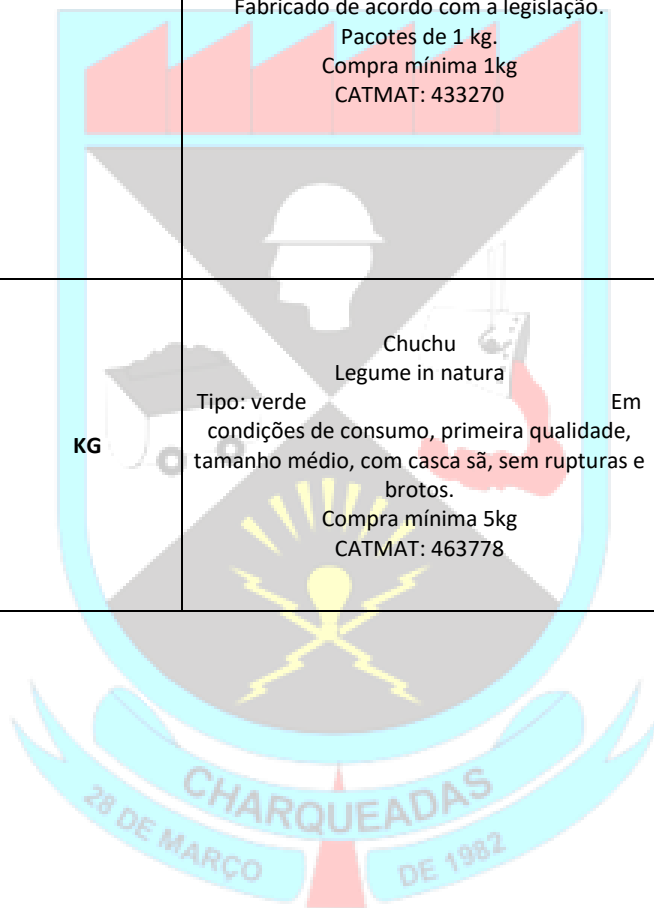 Fabricado de acordo com a legislação.
Pacotes de 1 kg.
Compra mínima 1kg
CATMAT: 433270
KG
Chuchu
Legume in natura
Tipo: verde Em
condições de consumo, primeira qualidade,
tamanho médio, com casca sã, sem rupturas e
brotos.
Compra mínima 5kg
CATMAT: 463778
CHARQUEADAS
28 DE MARÇO DE 1982